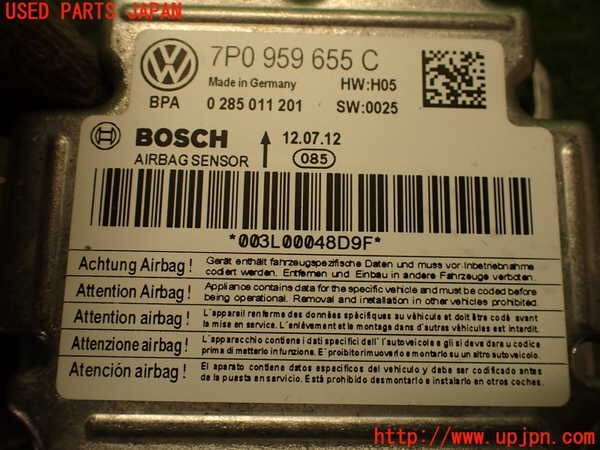 USED PARTS JAPAN
VW
7P0 959 655 C
Made in Germany HW:H05
BPA 0 285 011 201 SW:0025
BOSCH 12.07.12
AIRBAG SENSOR 085
*003L00048D9F*
Achtung Airbag! Gerät enthält fahrzeugspezifische Daten und muss vor Inbetriebnahme
codiert werden. Entfernen und Einbau in andere Fahrzeuge verboten.
Attention Airbag! Appliance contains data for the specific vehicle and must be coded before
being operational. Removal and installation in other vehicles prohibited.
Attention airbag! L'appareil renferme des données spécifiques au véhicule et doit être codé avant
la mise en service. L'enlèvement et le montage dans d'autres véhicules est interdit.
Attenzione airbag! L'apparecchio contiene i dati specifici dell'autoveicolo e gli si deve dare u codice
prima di metterlo in funzione. E'proibito rimuoverlo e montarlo su un altro autoveicolo.
Atención airbag! El aparato contiene datos específicos del vehículo y debe ser codificado antes
de la puesta en servicio. Está prohibido desmontarlo e instalarlo en otros coches.
http://www.upjpn.com/